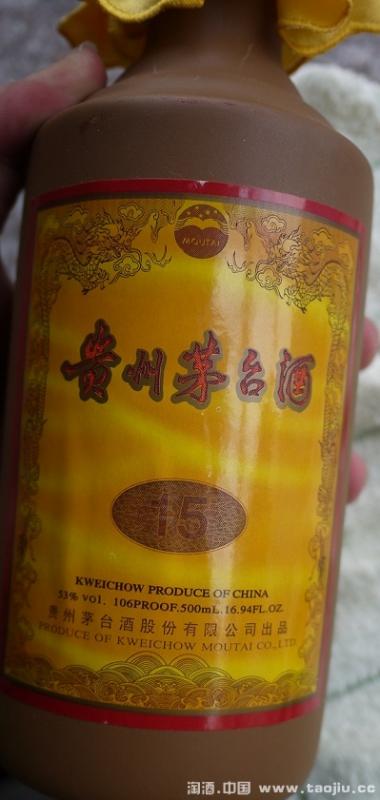 MOUTAI
贵州茅台酒
15
KWEICHOW PRODUCE OF CHINA
53% vol. 106PROOF.500mL.16.94FL.OZ.
贵州茅台酒股份有限公司出品
PRODUCE OF KWEICHOW MOUTAI CO., LTD.
淘酒.中国 www.taojiu.cc